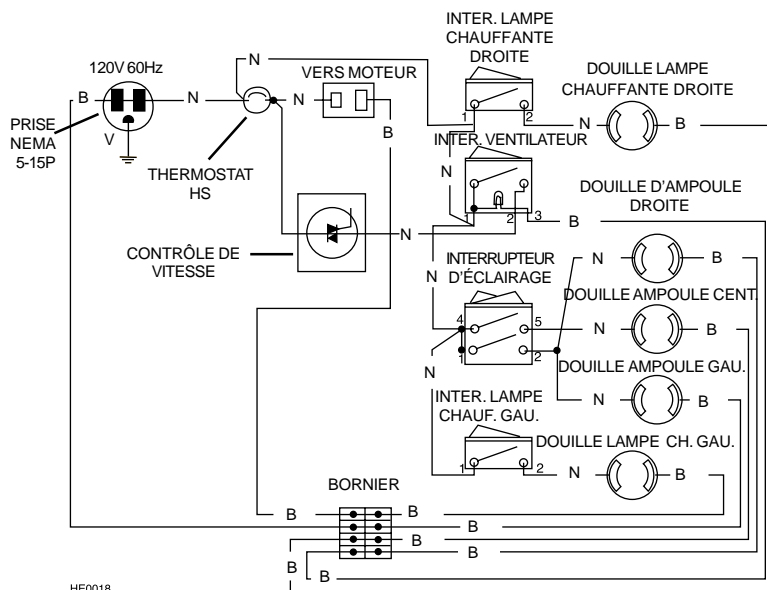 INTER. LAMPE
CHAUFFANTE
DROITE
120V 60Hz
VERS MOTEUR
DOUILLE LAMPE
CHAUFFANTE DROITE
N
B
N
N
B
1
2
N
B
PRISE
NEMA
5-15P
V
THERMOSTAT
HS
INTER. VENTILATEUR
N
1
2
3
B
DOUILLE D'AMPOULE
DROITE
CONTRÔLE DE
VITESSE
N
N
INTERRUPTEUR
D'ÉCLAIRAGE
N
B
DOUILLE AMPOULE CENT.
4
5
1
2
N
B
DOUILLE AMPOULE GAU.
N
N
B
INTER. LAMPE
CHAUF. GAU.
DOUILLE LAMPE CH. GAU.
1
2
N
B
BORNIER
B
B
B
B
B
B
B
HE0018